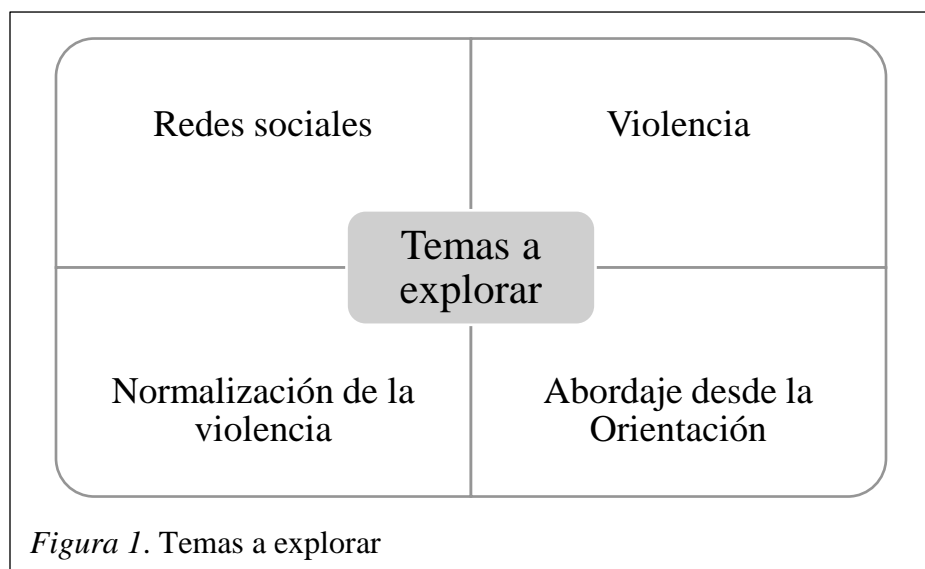 Redes sociales
Violencia
Temas a
explorar
Normalización de la
violencia
Abordaje desde la
Orientación
Figura 1. Temas a explorar